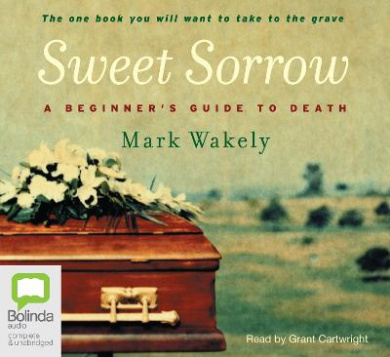 The one book you will want to take to the grave
Sweet Sorrow
A BEGINNER'S GUIDE TO DEATH
Mark Wakely
Bolinda
audio
complete
& unabridged
Read by Grant Cartwright